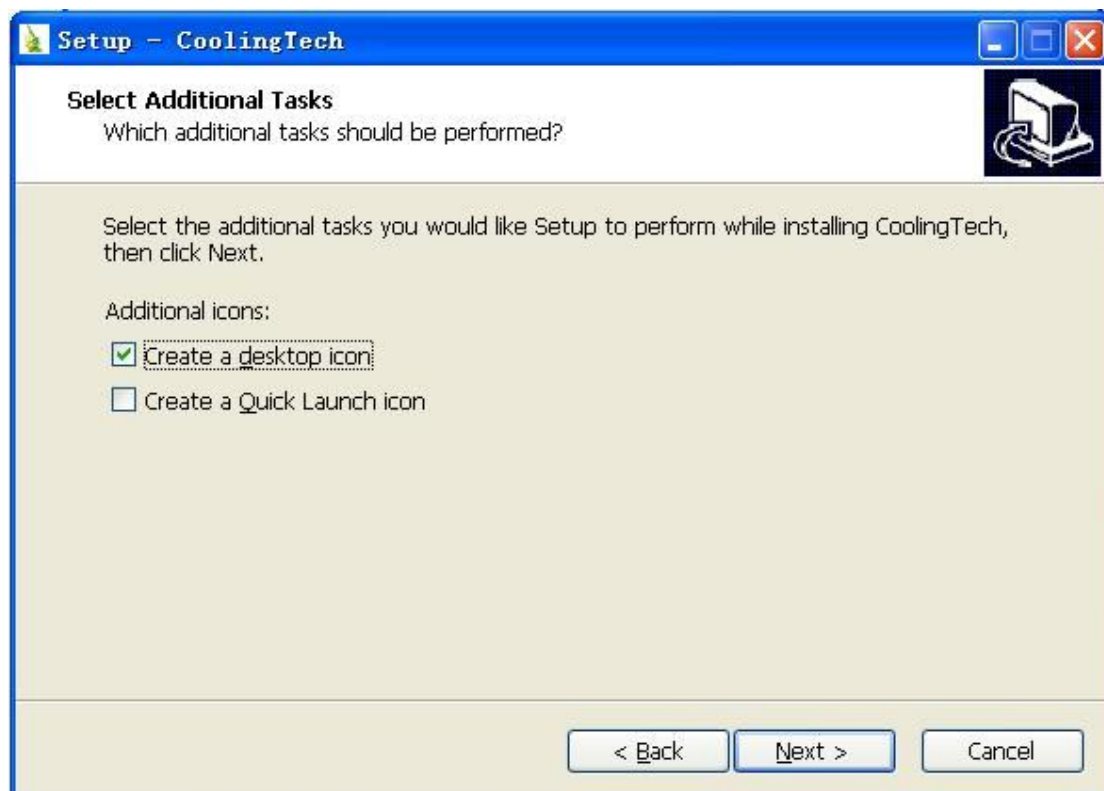 Setup - CoolingTech
Select Additional Tasks
Which additional tasks should be performed?
Select the additional tasks you would like Setup to perform while installing CoolingTech,
then click Next.
Additional icons:
Create a desktop icon
Create a Quick Launch icon
< Back
Next >
Cancel